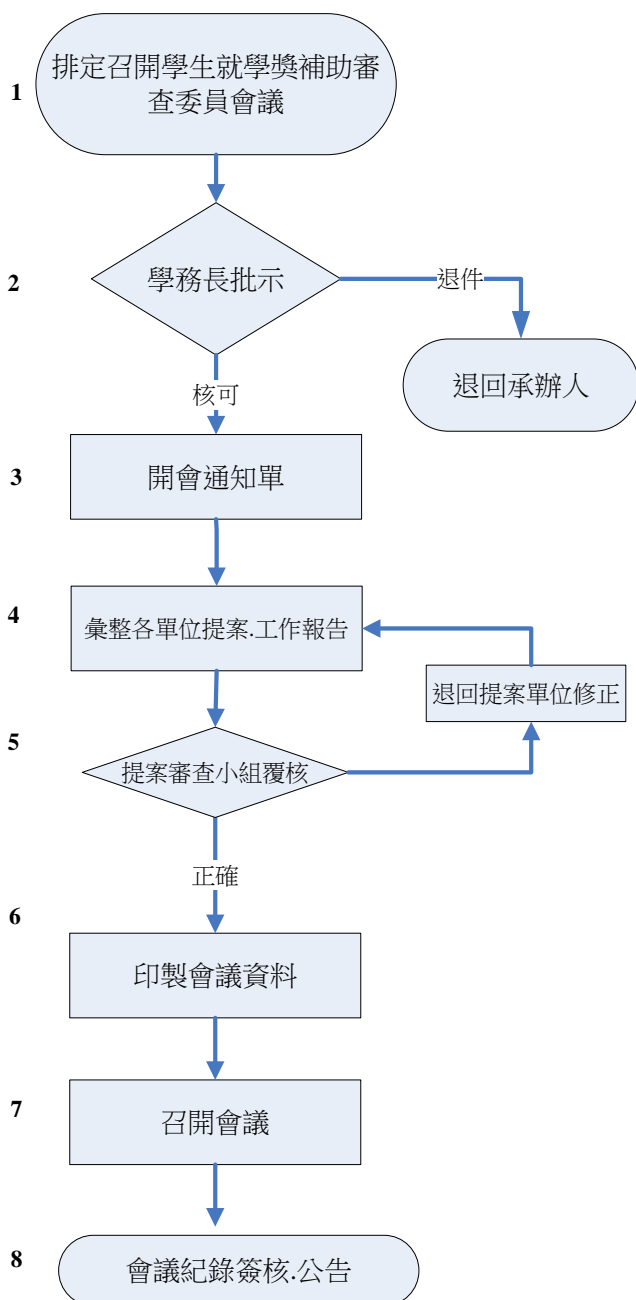 1
排定召開學生就學獎補助審
查委員會議
2
學務長批示
退件
退回承辦人
核可
3
開會通知單
4
彙整各單位提案.工作報告
退回提案單位修正
5
提案審查小組覆核
正確
6
印製會議資料
7
召開會議
8
會議紀錄簽核.公告